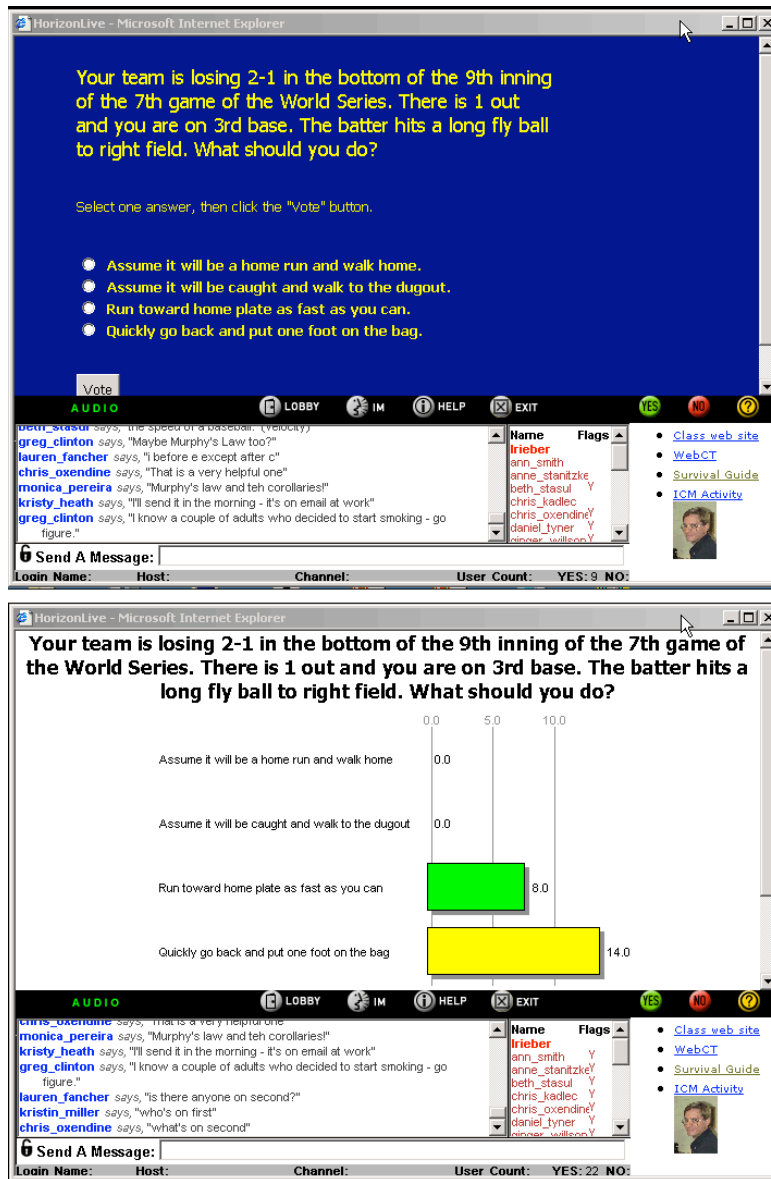 HorizonLive - Microsoft Internet Explorer
Your team is losing 2-1 in the bottom of the 9th inning
of the 7th game of the World Series. There is 1 out
and you are on 3rd base. The batter hits a long fly ball
to right field. What should you do?
Select one answer, then click the "Vote" button.
Assume it will be a home run and walk home.
Assume it will be caught and walk to the dugout.
Run toward home plate as fast as you can.
Quickly go back and put one foot on the bag.
Vote
AUDIO LOBBY IM HELP EXIT YES NO ?
beth_stasul says, "the speed of a baseball. (velocity)
greg_clinton says, "Maybe Murphy's Law too?"
lauren_fancher says, "i before e except after c"
chris_oxendine says, "That is a very helpful one"
monica_pereira says, "Murphy's law and teh corollaries!"
kristy_heath says, "I'll send it in the morning - it's on email at work"
greg_clinton says, "I know a couple of adults who decided to start smoking - go
figure."
Name Flags
lrieber
ann_smith
anne_stanitzke
beth_stasul Y
chris_kadlec
chris_oxendine Y
daniel_tyner Y
ginger_willson Y
Class web site
WebCT
Survival Guide
ICM Activity
Send A Message:
Login Name: Host: Channel: User Count: YES: 9 NO:
HorizonLive - Microsoft Internet Explorer
Your team is losing 2-1 in the bottom of the 9th inning of the 7th game of
the World Series. There is 1 out and you are on 3rd base. The batter hits a
long fly ball to right field. What should you do?
0.0 5.0 10.0
Assume it will be a home run and walk home 0.0
Assume it will be caught and walk to the dugout 0.0
Run toward home plate as fast as you can 8.0
Quickly go back and put one foot on the bag 14.0
AUDIO LOBBY IM HELP EXIT YES NO ?
chris_oxendine says, "That is a very helpful one"
monica_pereira says, "Murphy's law and teh corollaries!"
kristy_heath says, "I'll send it in the morning - it's on email at work"
greg_clinton says, "I know a couple of adults who decided to start smoking - go
figure."
lauren_fancher says, "is there anyone on second?"
kristin_miller says, "who's on first"
chris_oxendine says, "what's on second"
Name Flags
lrieber
ann_smith Y
anne_stanitzke Y
beth_stasul Y
chris_kadlec Y
chris_oxendine Y
daniel_tyner Y
ginger_willson Y
Class web site
WebCT
Survival Guide
ICM Activity
Send A Message:
Login Name: Host: Channel: User Count: YES: 22 NO: